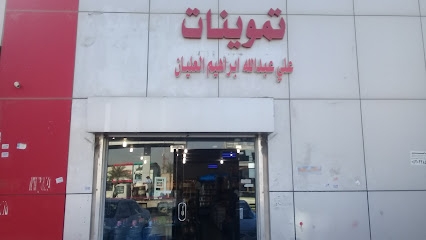 تموينات
علي عبدالله ابراهيم العليان